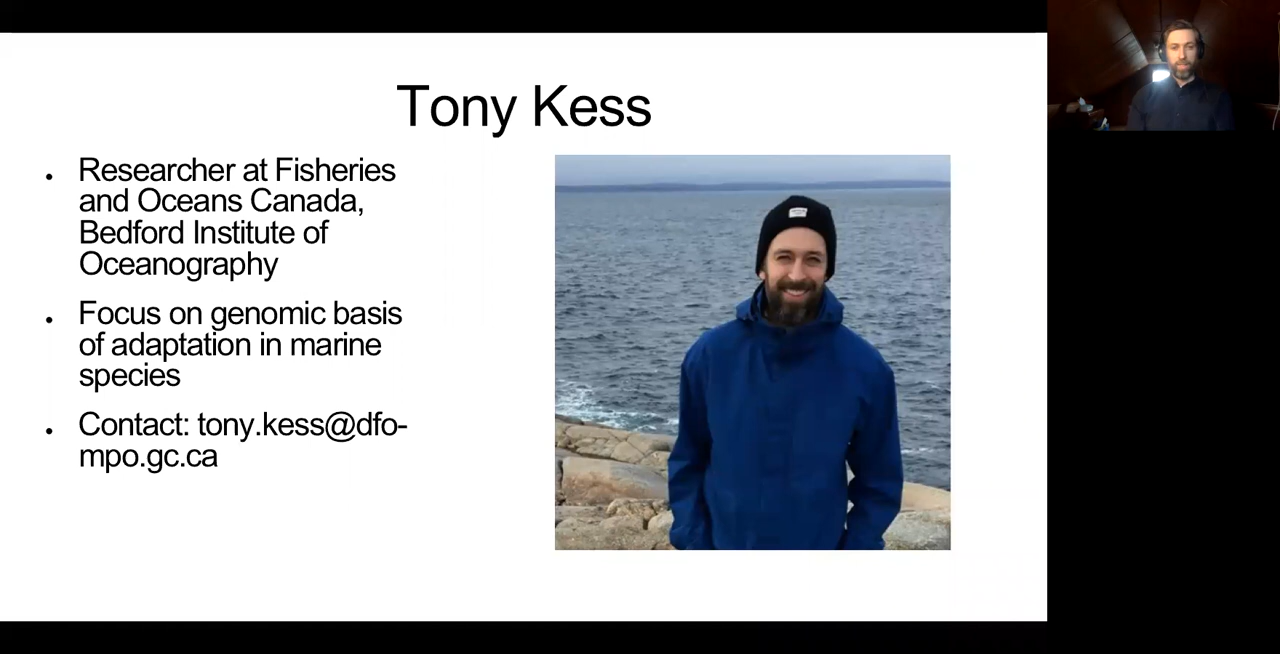 Tony Kess
• Researcher at Fisheries
and Oceans Canada,
Bedford Institute of
Oceanography
• Focus on genomic basis
of adaptation in marine
species
• Contact: tony.kess@dfo-
mpo.gc.ca